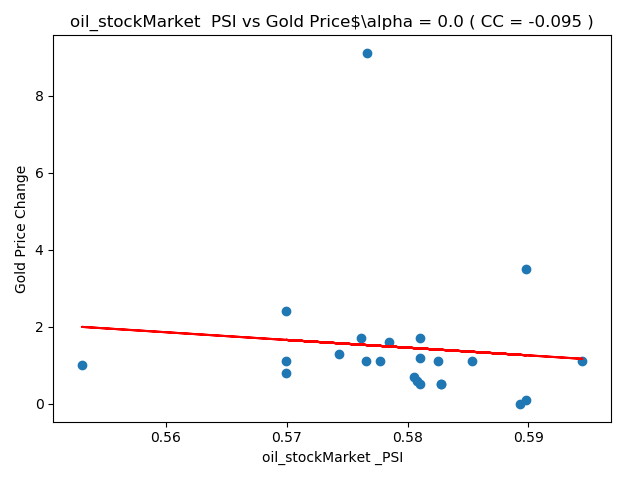 oil_stockMarket  PSI vs Gold Price$\alpha = 0.0 ( CC = -0.095 )
Gold Price Change
8
6
4
2
0
0.56 0.57 0.58 0.59
oil_stockMarket _PSI